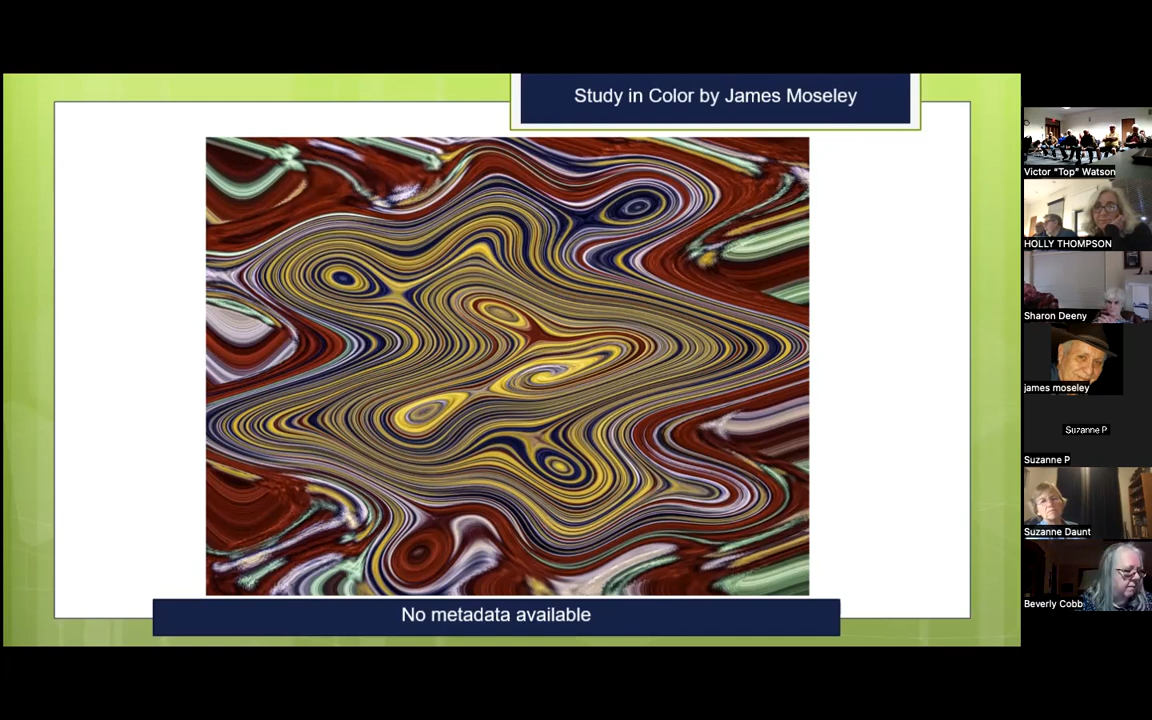 Study in Color by James Moseley
No metadata available
Victor "Top" Watson
HOLLY THOMPSON
Sharon Deeny
james moseley
Suzanne P
Suzanne P
Suzanne Daunt
Beverly Cobb